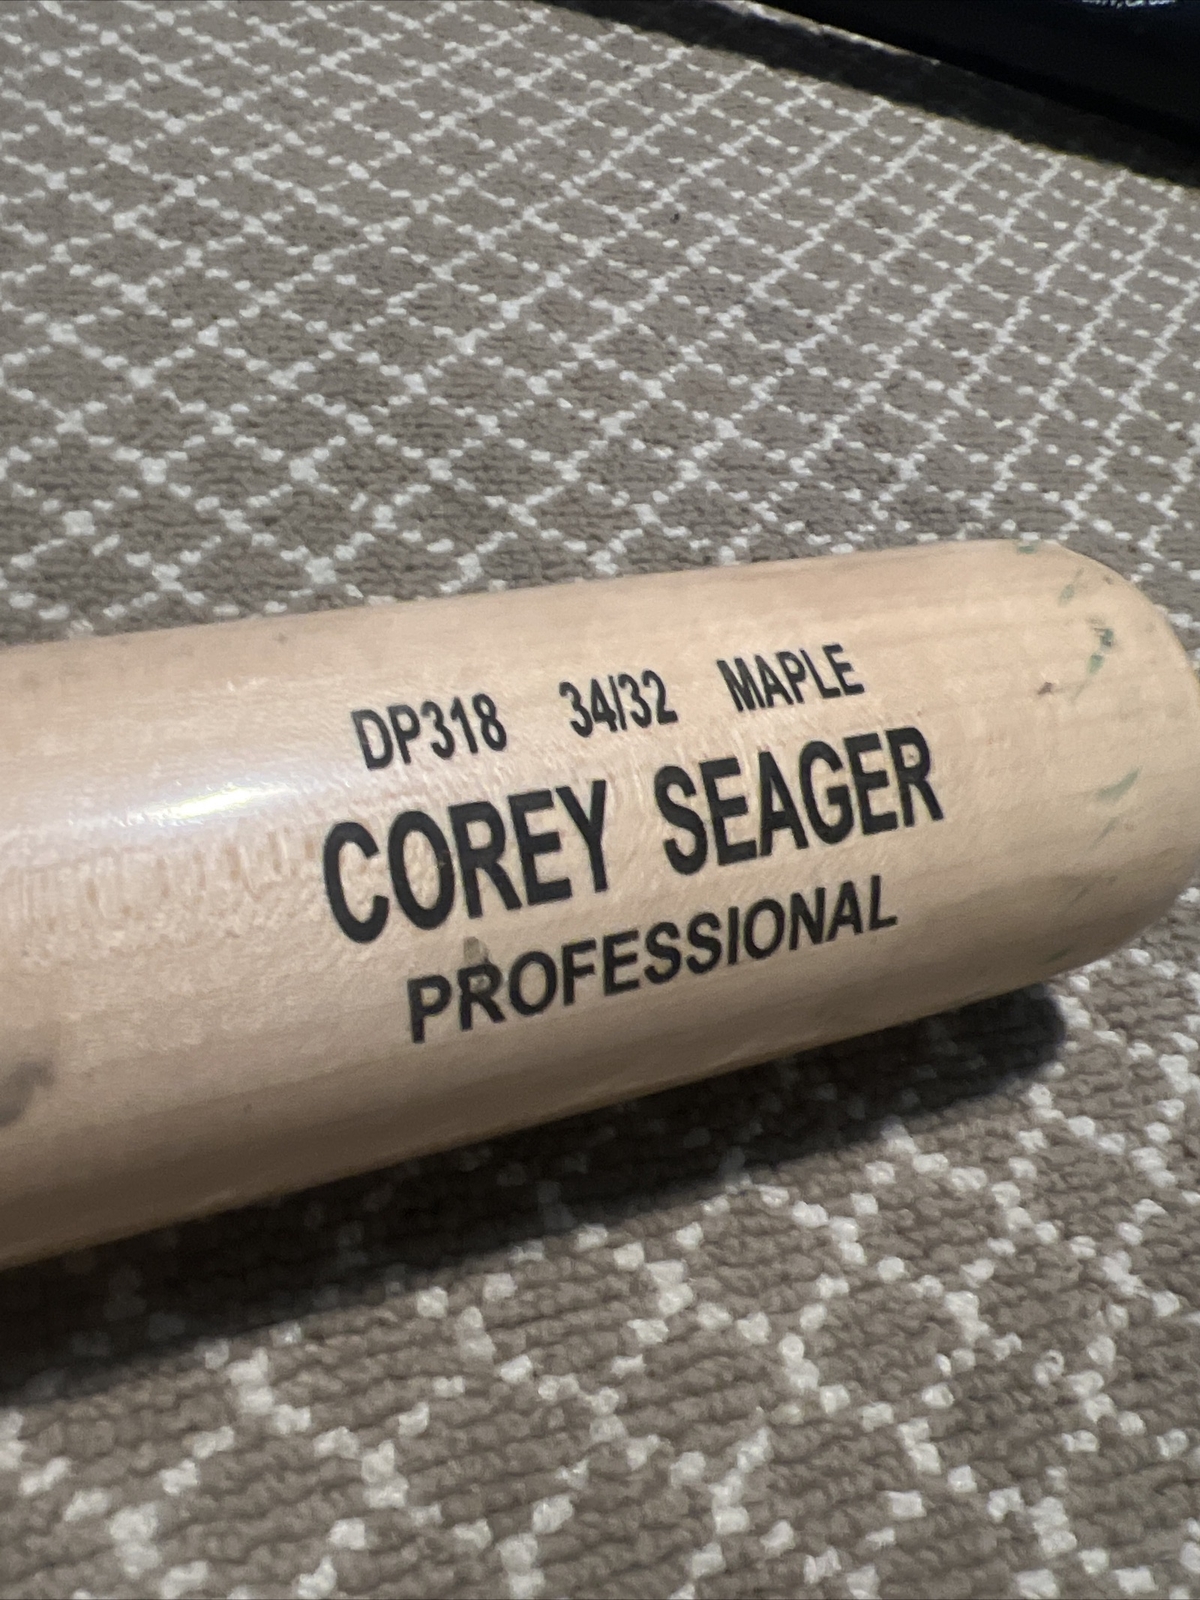 DP318 34/32 MAPLE
COREY SEAGER
PROFESSIONAL